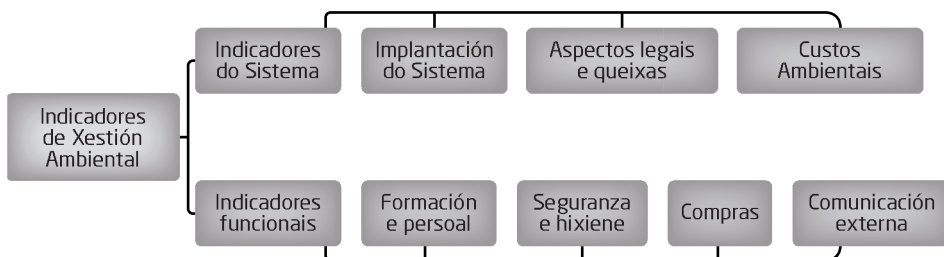 Indicadores
do Sistema
Implantación
do Sistema
Aspectos legais
e queixas
Custos
Ambientais
Indicadores
de Xestión
Ambiental
Indicadores
funcionais
Formación
e persoal
Seguranza
e hixiene
Compras
Comunicación
externa